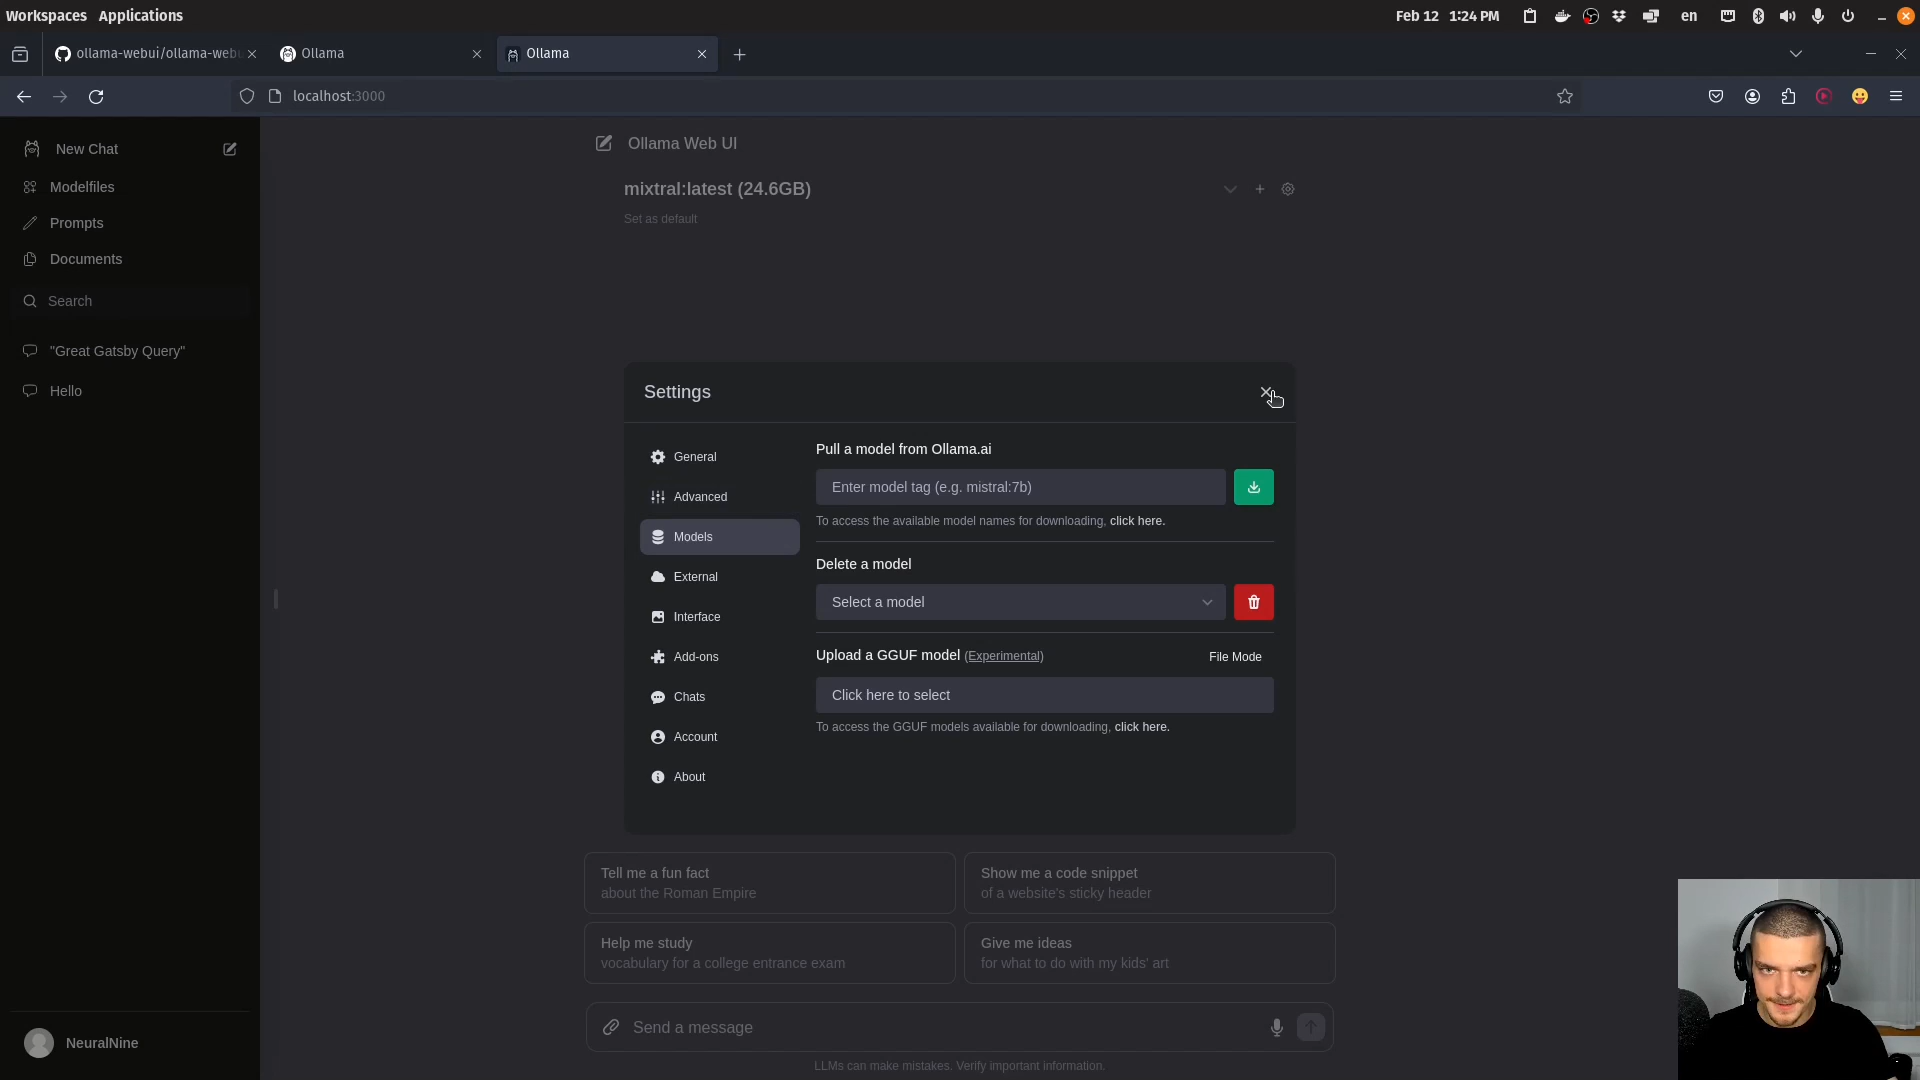 Workspaces Applications
Feb 12 1:24 PM
en
ollama-webui/ollama-webu
Ollama
Ollama
localhost:3000
New Chat
Modelfiles
Prompts
Documents
Search
"Great Gatsby Query"
Hello
NeuralNine
Ollama Web UI
mixtral:latest (24.6GB)
Set as default
Settings
General
Advanced
Models
External
Interface
Add-ons
Chats
Account
About
Pull a model from Ollama.ai
Enter model tag (e.g. mistral:7b)
To access the available model names for downloading, click here.
Delete a model
Select a model
Upload a GGUF model (Experimental)
File Mode
Click here to select
To access the GGUF models available for downloading, click here.
Tell me a fun fact
about the Roman Empire
Show me a code snippet
of a website's sticky header
Help me study
vocabulary for a college entrance exam
Give me ideas
for what to do with my kids' art
Send a message
LLMs can make mistakes. Verify important information.